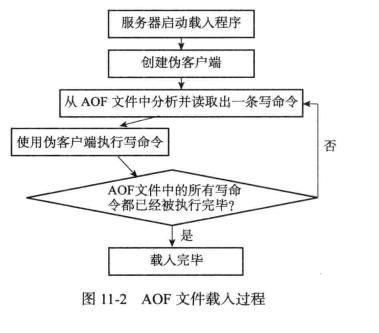 服务器启动载入程序
创建伪客户端
从 AOF 文件中分析并读取出一条写命令
使用伪客户端执行写命令
否
AOF文件中的所有写命
令都已经被执行完毕?
是
载入完毕
图 11-2 AOF 文件载入过程